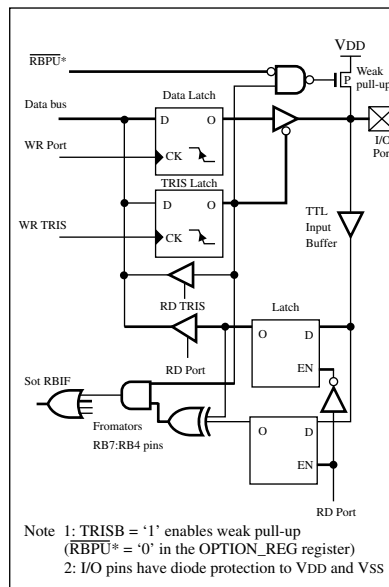 VDD
RBPU*
Weak
pull-up
P
Data bus
Data Latch
D O
WR Port
CK
I/O
Port
TRIS Latch
D O
WR TRIS
CK
TTL
Input
Buffer
RD TRIS
Latch
O D
EN
RD Port
Sot RBIF
Fromators
RB7:RB4 pins
O D
EN
RD Port
Note 1: TRISB = '1' enables weak pull-up
(RBPU* = '0' in the OPTION_REG register)
2: I/O pins have diode protection to VDD and VSS